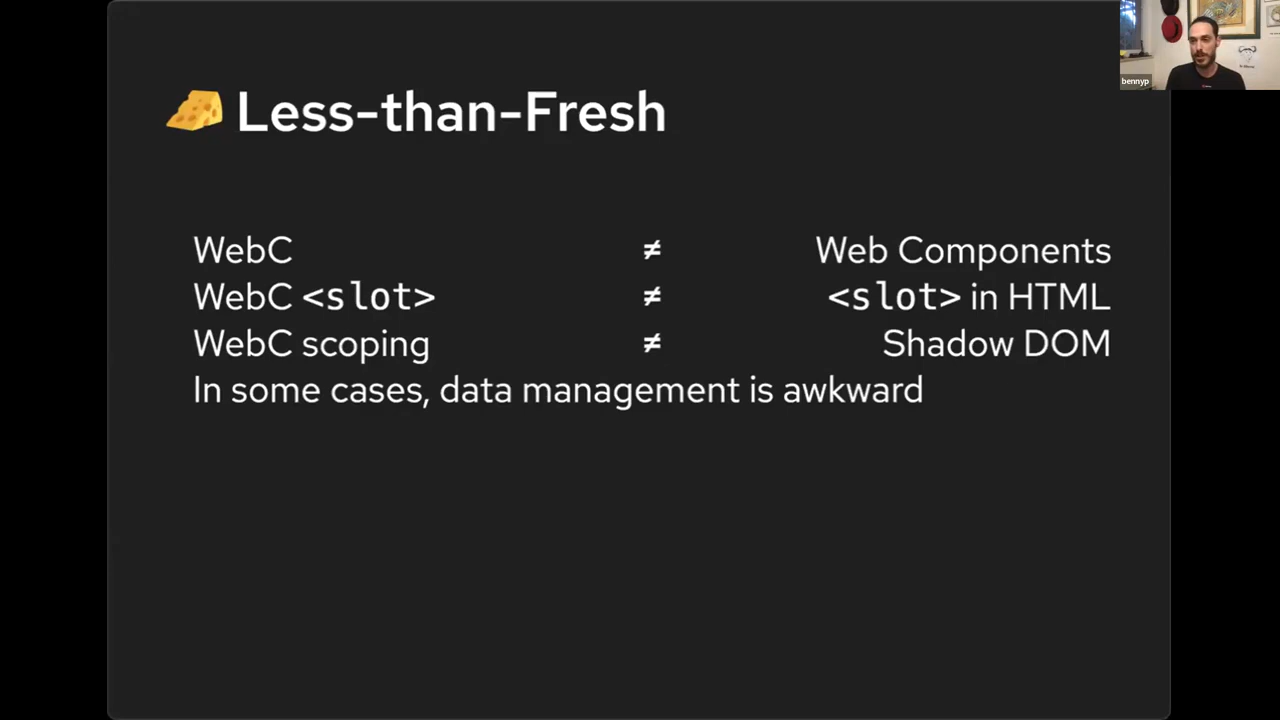 bennyp
🧀 Less-than-Fresh
WebC ≠ Web Components
WebC <slot> ≠ <slot> in HTML
WebC scoping ≠ Shadow DOM
In some cases, data management is awkward